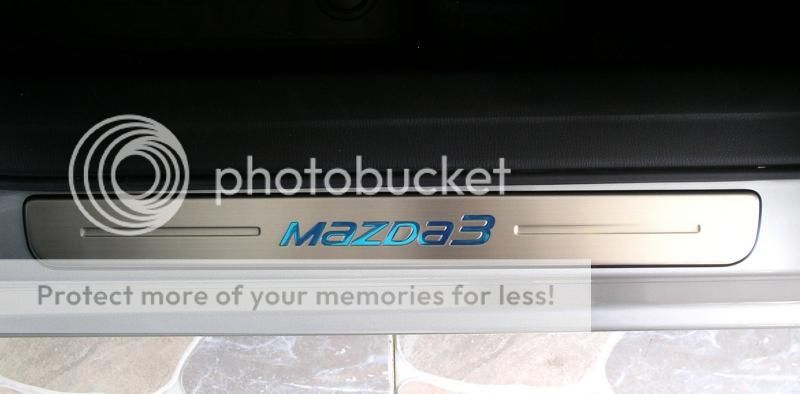 photobucket
MAZDA3
Protect more of your memories for less!